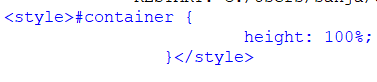 <style>#container {
height: 100%;
}</style>